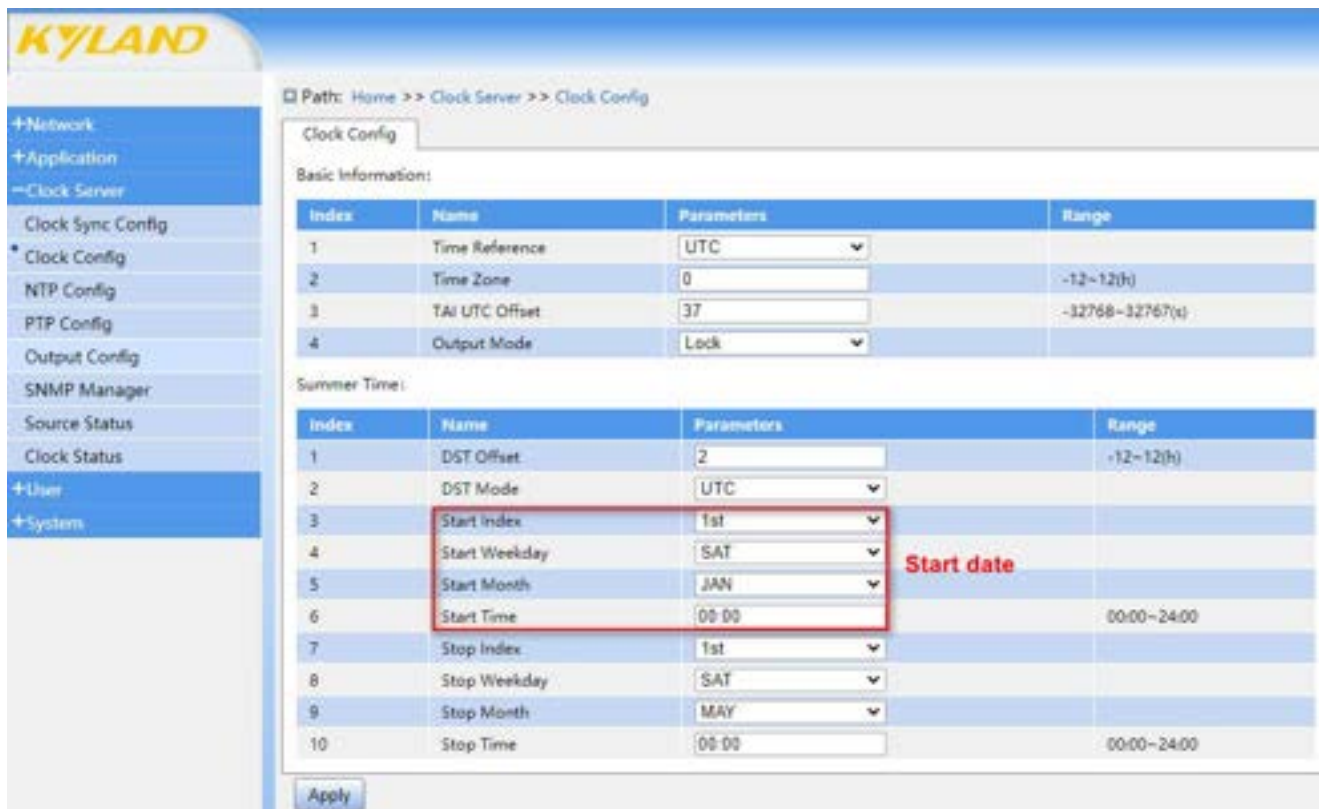 KYLAND
Path: Home >> Clock Server >> Clock Config
+Network
+Application
−Clock Server
Clock Sync Config
Clock Config
NTP Config
PTP Config
Output Config
SNMP Manager
Source Status
Clock Status
+User
+System
Clock Config
Basic Information:
Index Name Parameters Range
1 Time Reference UTC
2 Time Zone 0 -12~12(h)
3 TAI UTC Offset 37 -32768~32767(s)
4 Output Mode Lock
Summer Time:
Index Name Parameters Range
1 DST Offset 2 -12~12(h)
2 DST Mode UTC
3 Start Index 1st
4 Start Weekday SAT
5 Start Month JAN
6 Start Time 00:00 00:00~24:00
Start date
7 Stop Index 1st
8 Stop Weekday SAT
9 Stop Month MAY
10 Stop Time 00:00 00:00~24:00
Apply